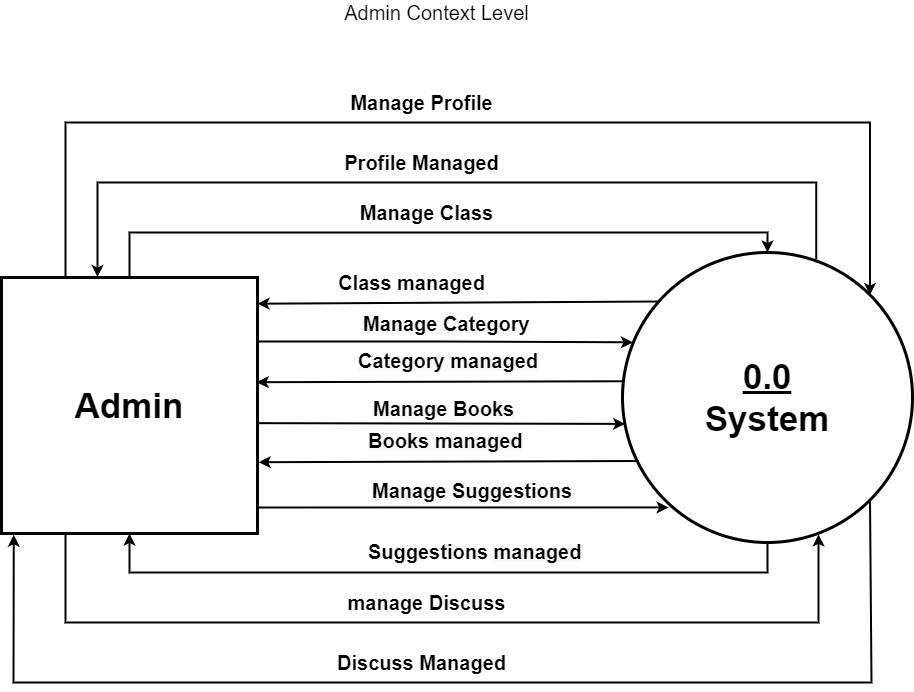 Admin Context Level
Manage Profile
Profile Managed
Manage Class
Class managed
Manage Category
Category managed
Admin
0.0
System
Manage Books
Books managed
Manage Suggestions
Suggestions managed
manage Discuss
Discuss Managed